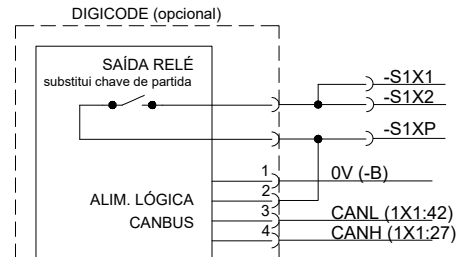 DIGICODE (opcional)
SAÍDA RELÉ
substitui chave de partida
-S1X1
-S1X2
-S1XP
1 0V (-B)
ALIM. LÓGICA 2
CANBUS 3 CANL (1X1:42)
4 CANH (1X1:27)